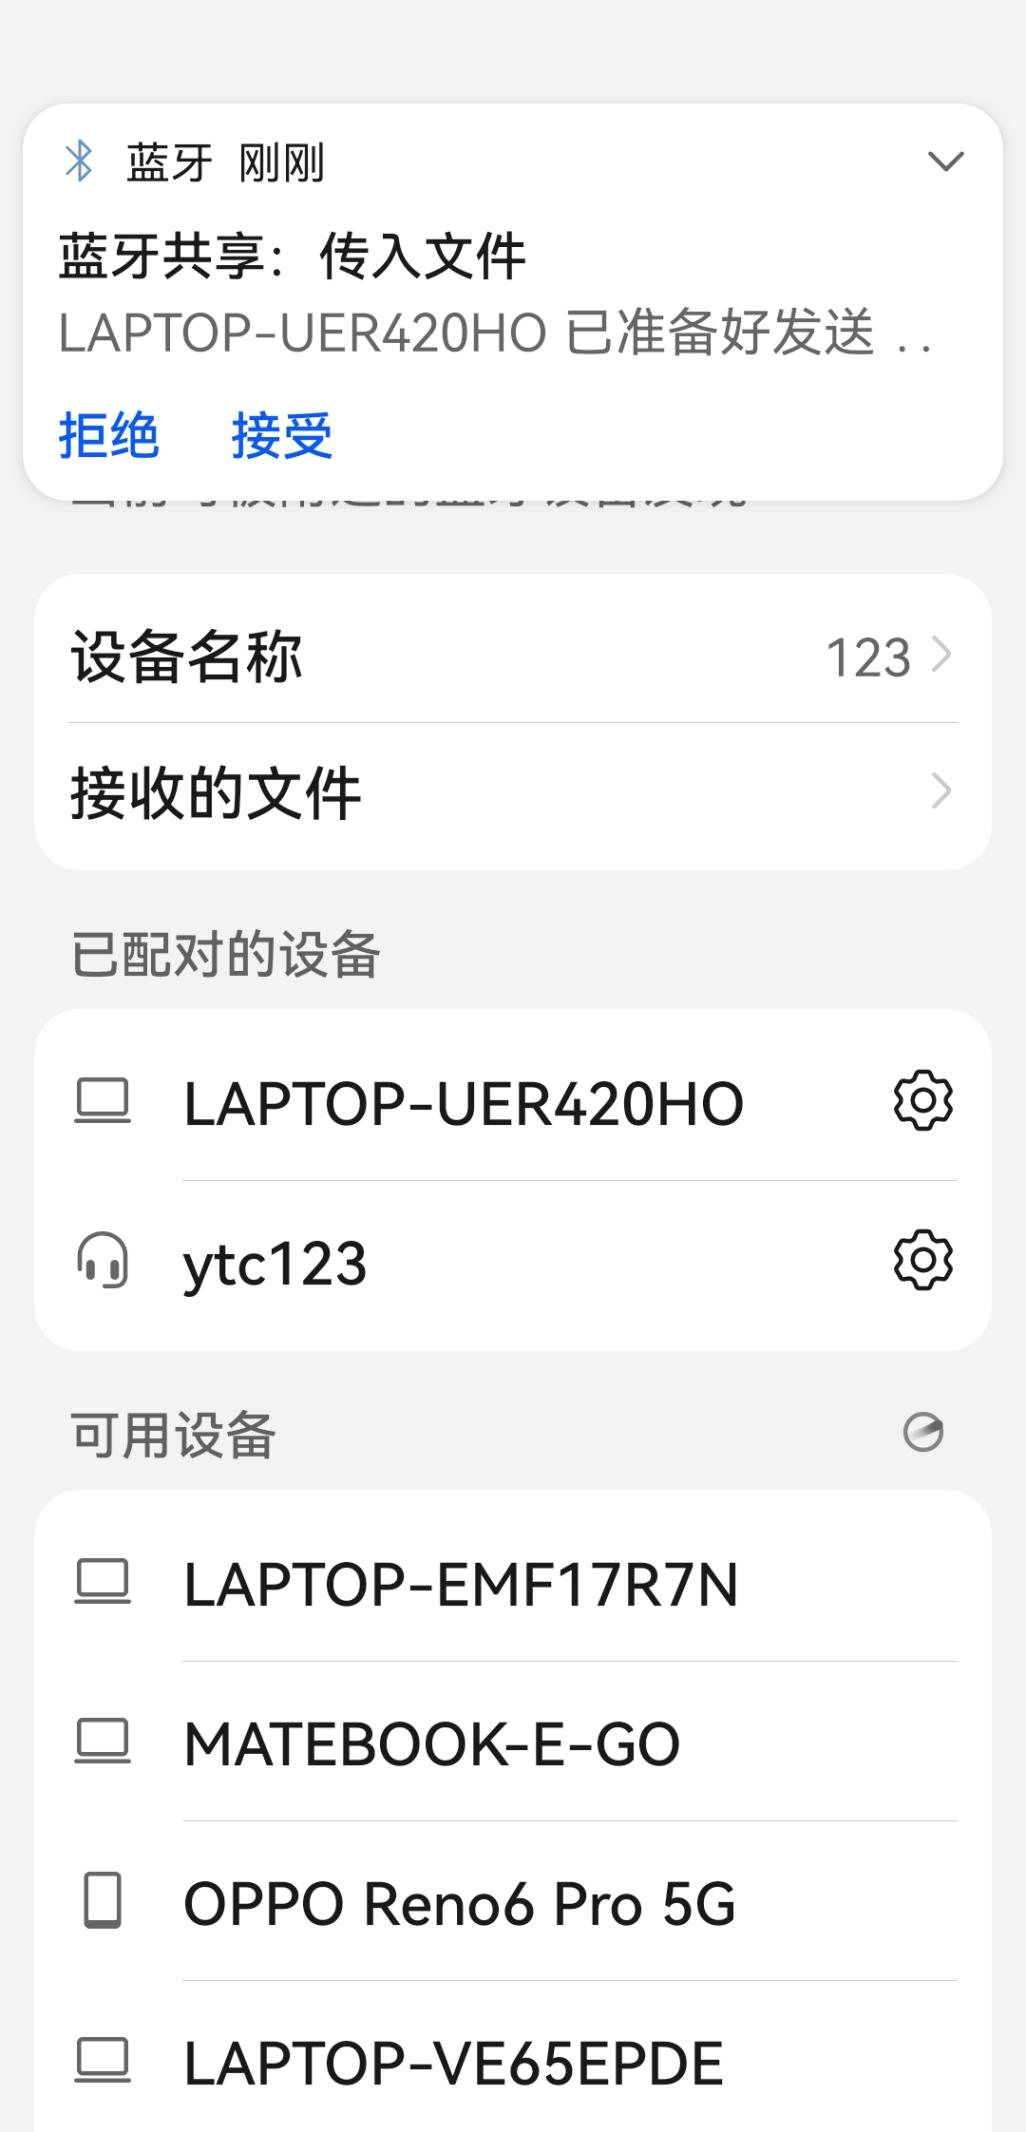 蓝牙 刚刚
蓝牙共享：传入文件
LAPTOP-UER420HO 已准备好发送 . .
拒绝 接受
设备名称 123
接收的文件
已配对的设备
LAPTOP-UER420HO
ytc123
可用设备
LAPTOP-EMF17R7N
MATEBOOK-E-GO
OPPO Reno6 Pro 5G
LAPTOP-VE65EPDE